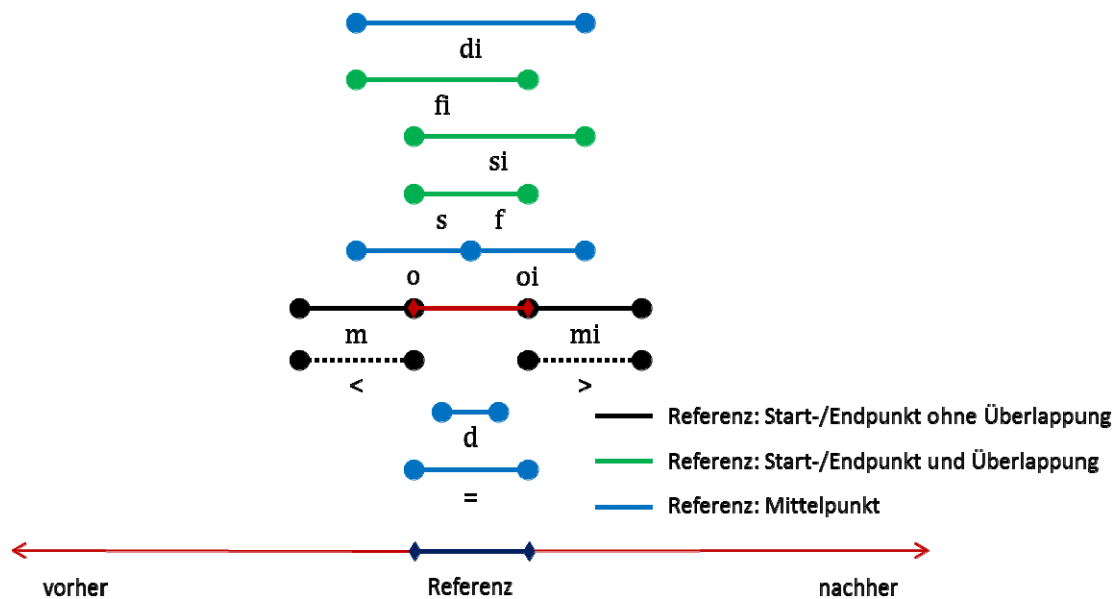 di
fi
si
s f
o oi
m mi
< >
d
=
Referenz: Start-/Endpunkt ohne Überlappung
Referenz: Start-/Endpunkt und Überlappung
Referenz: Mittelpunkt
vorher Referenz nachher